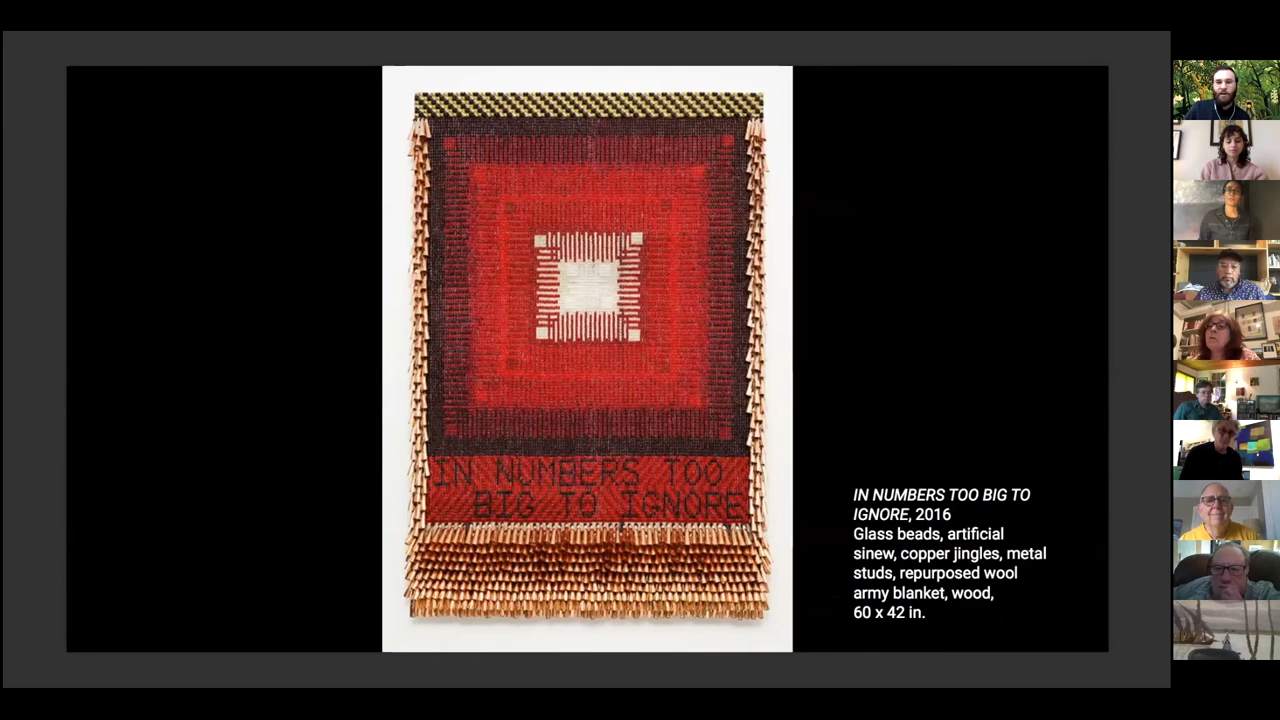 IN NUMBERS TOO
BIG TO IGNORE
IN NUMBERS TOO BIG TO
IGNORE, 2016
Glass beads, artificial
sinew, copper jingles, metal
studs, repurposed wool
army blanket, wood,
60 x 42 in.